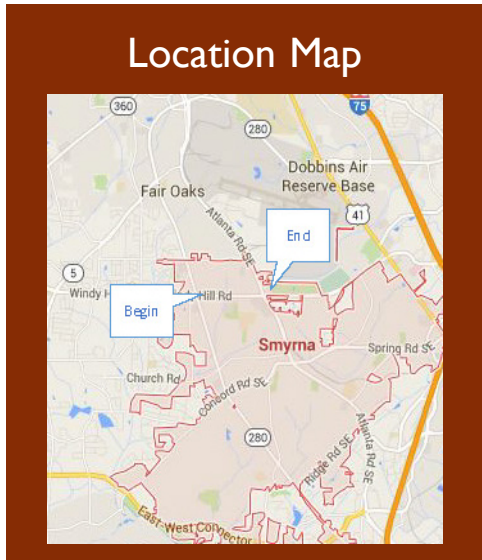 Location Map
360
75
280
Dobbins Air
Reserve Base
Fair Oaks
Atlanta Rd SE
41
End
5
Windy H
Hill Rd
Begin
Smyrna
Spring Rd SE
Church Rd
Concord Rd SE
280
Atlanta Rd SE
Ridge Rd SE
East-West Connector